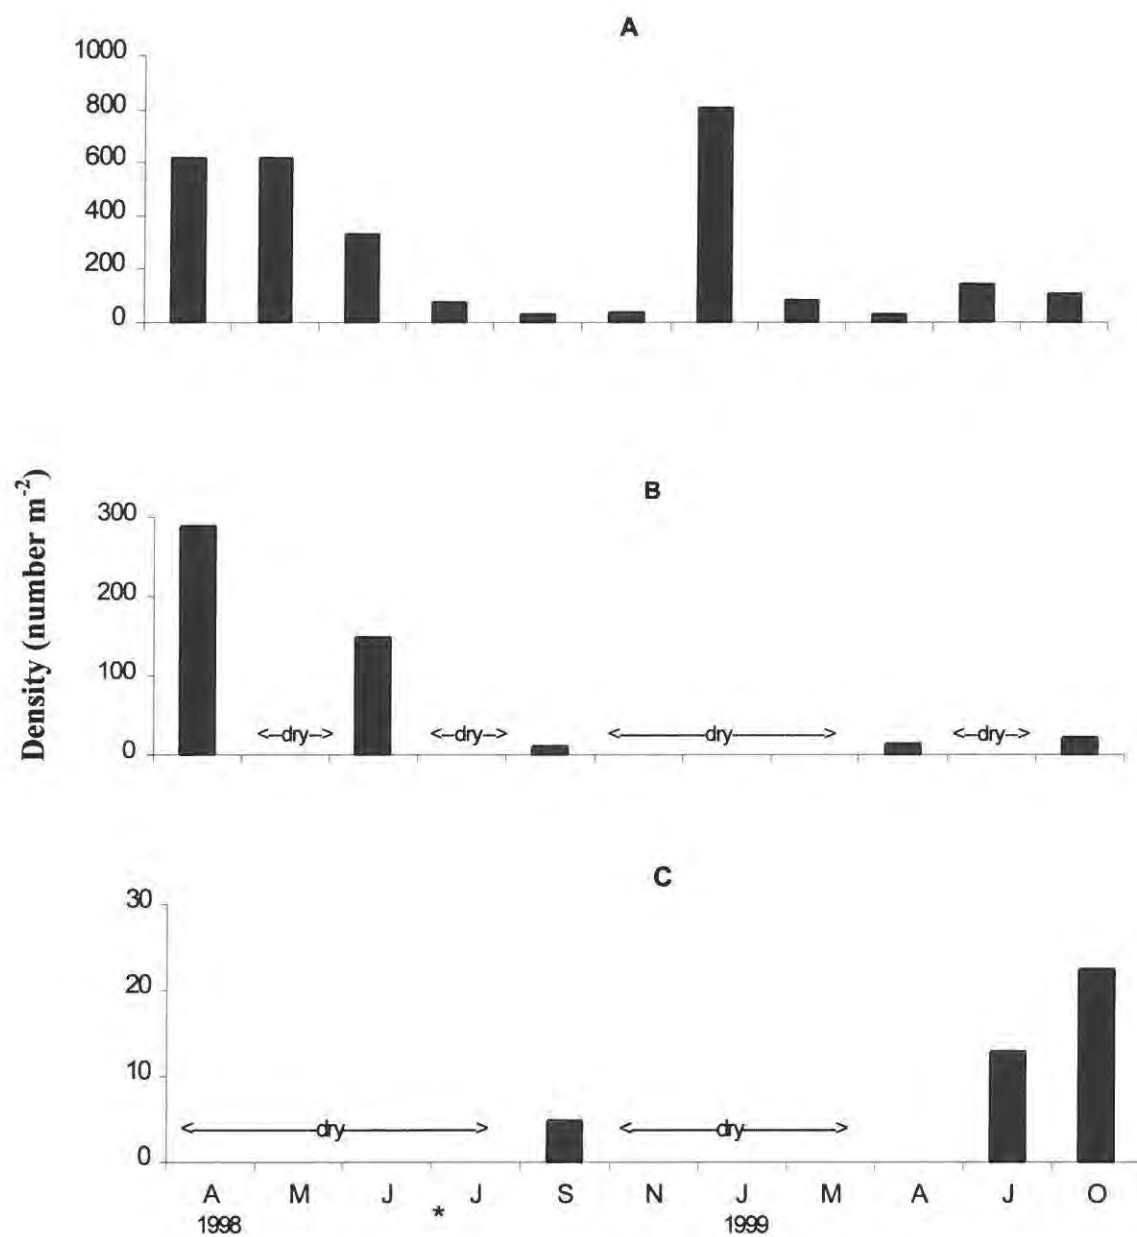 A
1000
800
600
400
200
0
Density (number m⁻²)
B
300
200
100
0
<--dry-->
<--dry-->
<---dry--->
<--dry-->
C
30
20
10
0
<---dry--->
<---dry--->
A M J J S N J M A J O
1998 * 1999